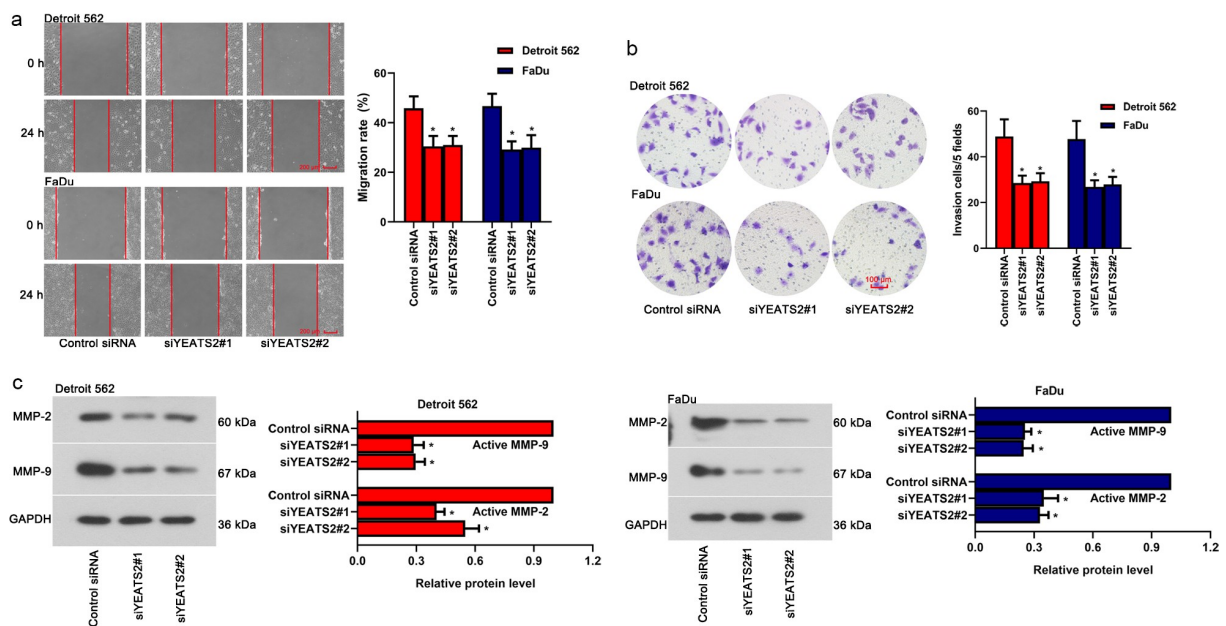 a
Detroit 562
0 h
24 h
200 μm
FaDu
0 h
24 h
200 μm
Control siRNA
siYEATS2#1
siYEATS2#2
Detroit 562
FaDu
Migration rate (%)
60
40
20
0
* * * *
Control siRNA
siYEATS2#1
siYEATS2#2
Control siRNA
siYEATS2#1
siYEATS2#2
b
Detroit 562
FaDu
100 μm
Control siRNA
siYEATS2#1
siYEATS2#2
Detroit 562
FaDu
Invasion cells/5 fields
60
40
20
0
* * * *
Control siRNA
siYEATS2#1
siYEATS2#2
Control siRNA
siYEATS2#1
siYEATS2#2
c
Detroit 562
MMP-2
60 kDa
MMP-9
67 kDa
GAPDH
36 kDa
Control siRNA
siYEATS2#1
siYEATS2#2
Detroit 562
Control siRNA
siYEATS2#1 * Active MMP-9
siYEATS2#2 *
Control siRNA
siYEATS2#1 * Active MMP-2
siYEATS2#2 *
0.0 0.3 0.6 0.9 1.2
Relative protein level
FaDu
MMP-2
60 kDa
MMP-9
67 kDa
GAPDH
36 kDa
Control siRNA
siYEATS2#1
siYEATS2#2
FaDu
Control siRNA
siYEATS2#1 * Active MMP-9
siYEATS2#2 *
Control siRNA
siYEATS2#1 * Active MMP-2
siYEATS2#2 *
0.0 0.3 0.6 0.9 1.2
Relative protein level